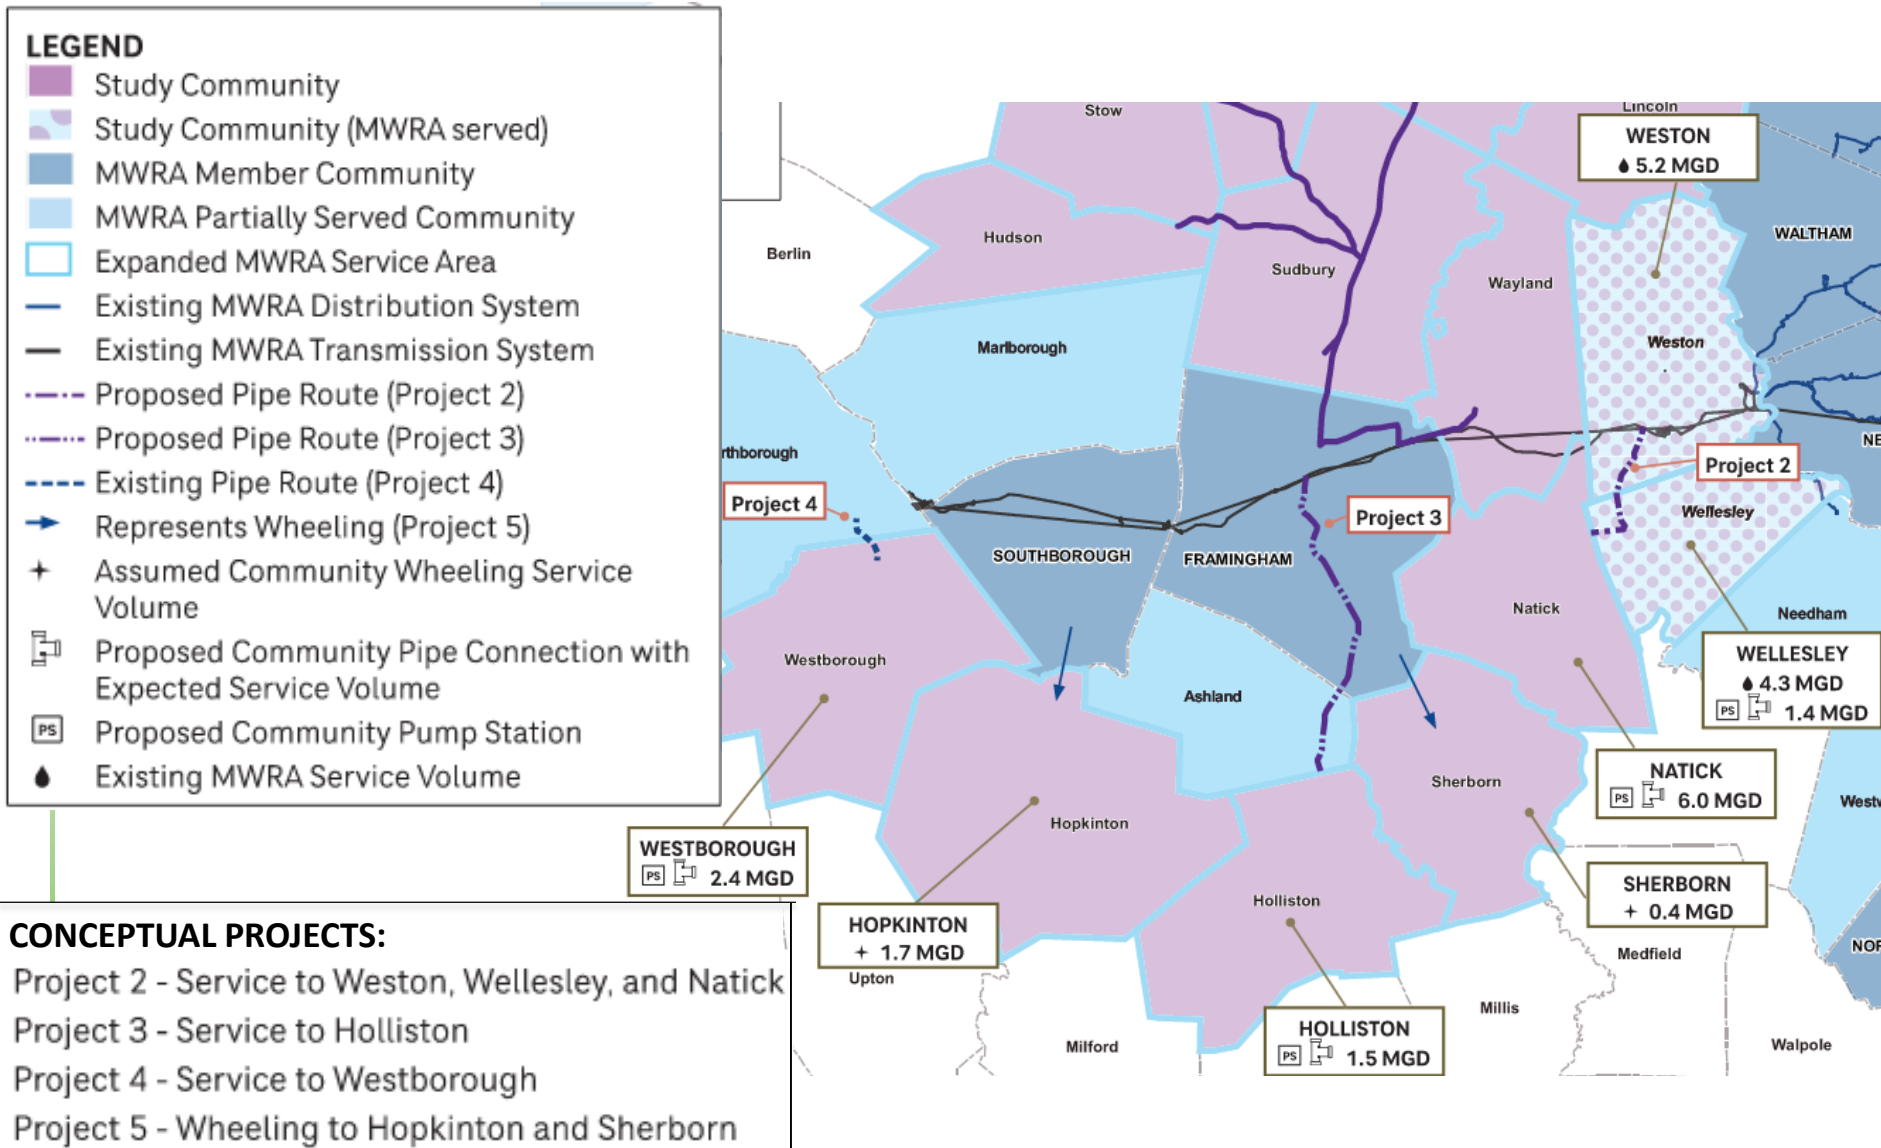 LEGEND
Study Community
Study Community (MWRA served)
MWRA Member Community
MWRA Partially Served Community
Expanded MWRA Service Area
Existing MWRA Distribution System
Existing MWRA Transmission System
Proposed Pipe Route (Project 2)
Proposed Pipe Route (Project 3)
Existing Pipe Route (Project 4)
Represents Wheeling (Project 5)
Assumed Community Wheeling Service
Volume
Proposed Community Pipe Connection with
Expected Service Volume
PS
Proposed Community Pump Station
Existing MWRA Service Volume
CONCEPTUAL PROJECTS:
Project 2 - Service to Weston, Wellesley, and Natick
Project 3 - Service to Holliston
Project 4 - Service to Westborough
Project 5 - Wheeling to Hopkinton and Sherborn
Stow
Lincoln
WESTON
5.2 MGD
Berlin
Hudson
Sudbury
Wayland
WALTHAM
Marlborough
Weston
rthborough
NE
Project 2
Project 4
Project 3
Wellesley
SOUTHBOROUGH
FRAMINGHAM
Natick
Needham
Westborough
Ashland
WELLESLEY
4.3 MGD
PS 1.4 MGD
Sherborn
NATICK
PS 6.0 MGD
Westw
Hopkinton
WESTBOROUGH
PS 2.4 MGD
Holliston
SHERBORN
0.4 MGD
HOPKINTON
1.7 MGD
Upton
Medfield
NOR
Millis
HOLLISTON
PS 1.5 MGD
Milford
Walpole